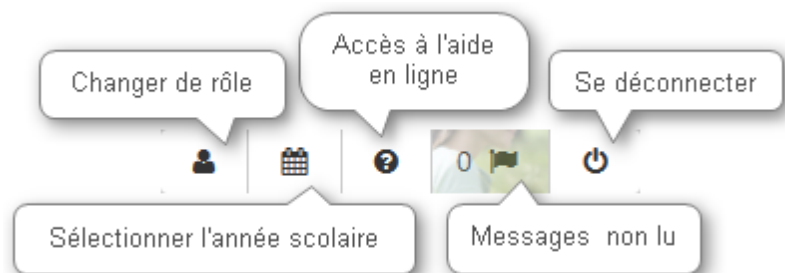 Accès à l'aide
en ligne
Changer de rôle
Se déconnecter
0
Sélectionner l'année scolaire
Messages non lu